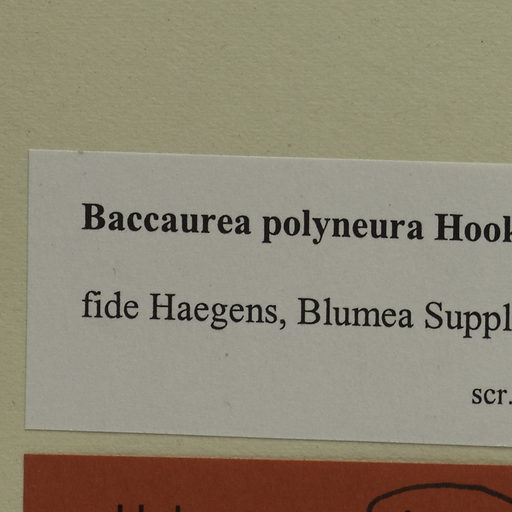 Baccaurea polyneura Hook
fide Haegens, Blumea Suppl
scr.